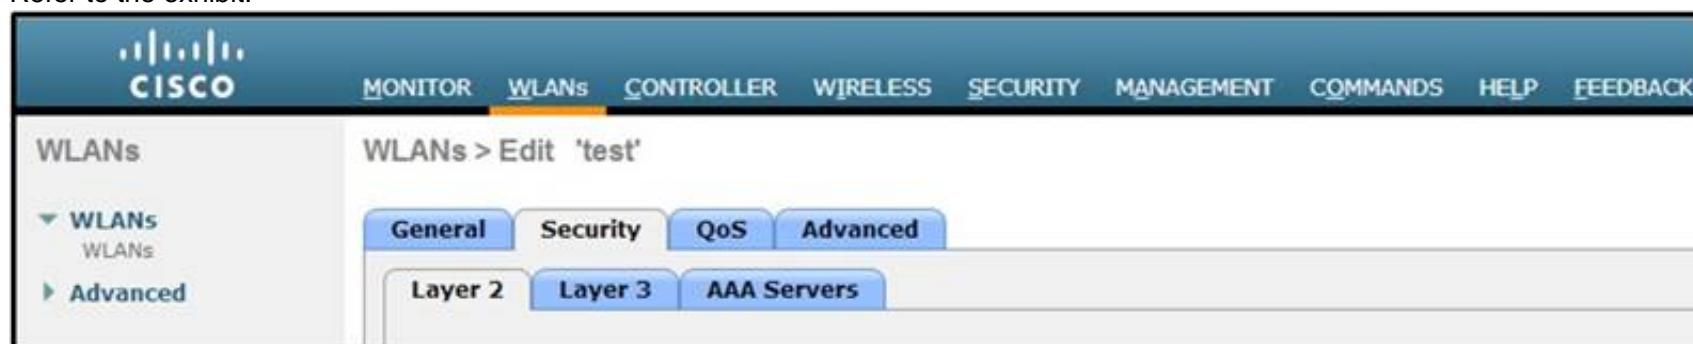 Refer to the exhibit.
CISCO
MONITOR WLANs CONTROLLER WIRELESS SECURITY MANAGEMENT COMMANDS HELP FEEDBACK
WLANs
WLANs > Edit 'test'
WLANs
WLANs
Advanced
General Security QoS Advanced
Layer 2 Layer 3 AAA Servers